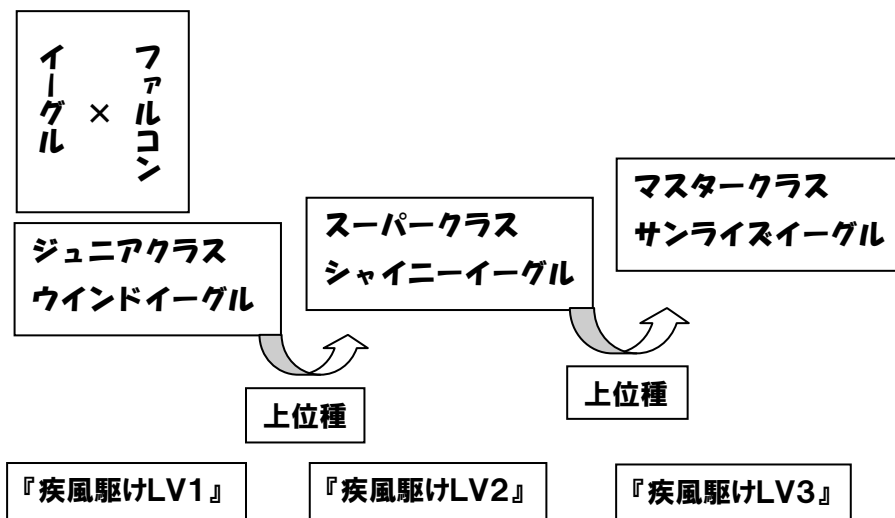 ファルコン
×
イーグル
ジュニアクラス
ウインドイーグル
上位種
スーパークラス
シャイニーイーグル
上位種
マスタークラス
サンライズイーグル
『疾風駆けLV1』
『疾風駆けLV2』
『疾風駆けLV3』